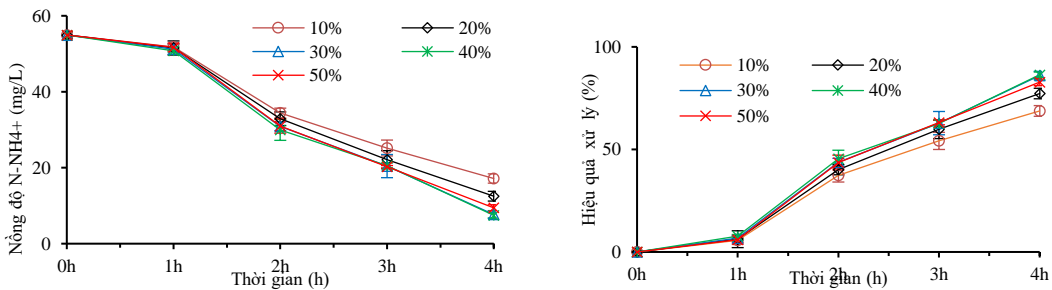 Nồng độ N-NH4+ (mg/L)
60
40
20
0
10%
20%
30%
40%
50%
0h
1h
2h
3h
4h
Thời gian (h)
Hiệu quả xử lý (%)
100
50
0
10%
20%
30%
40%
50%
0h
1h
2h
3h
4h
Thời gian (h)